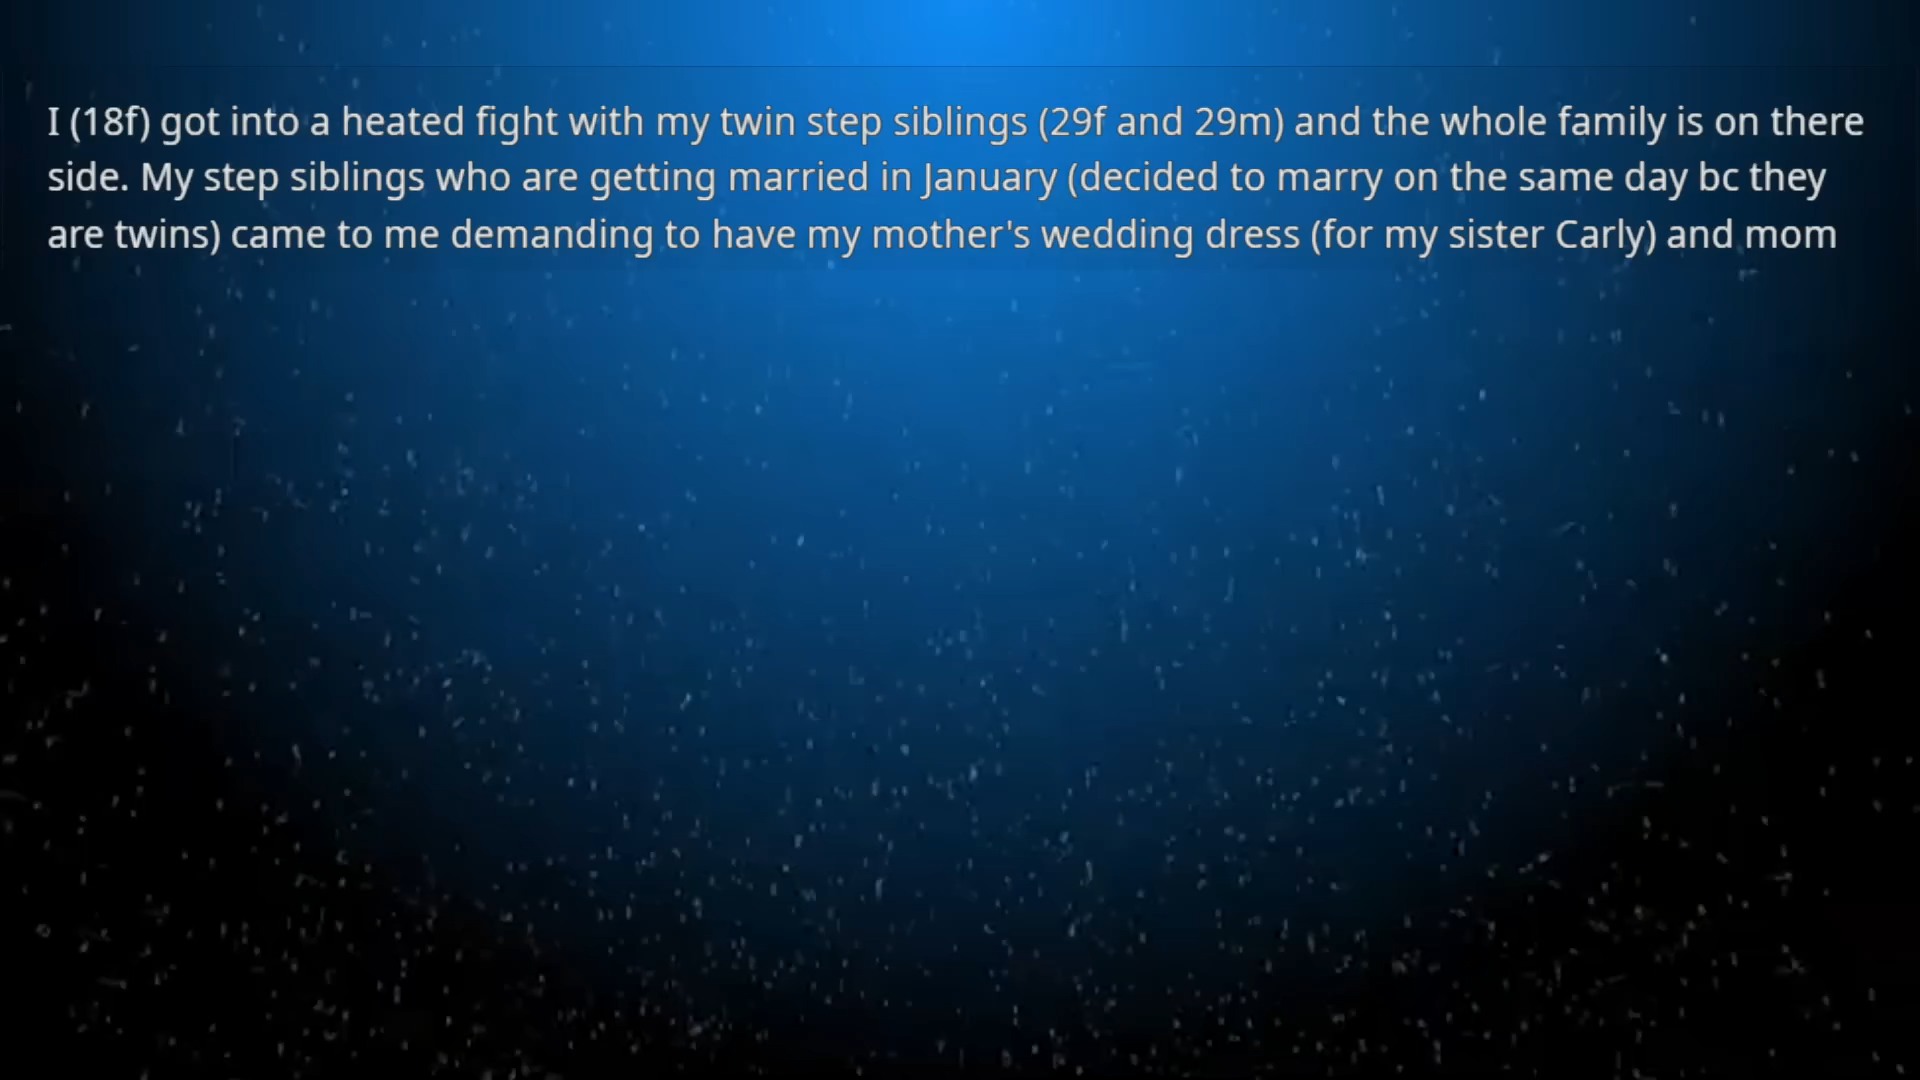 I (18f) got into a heated fight with my twin step siblings (29f and 29m) and the whole family is on there
side. My step siblings who are getting married in January (decided to marry on the same day bc they
are twins) came to me demanding to have my mother's wedding dress (for my sister Carly) and mom